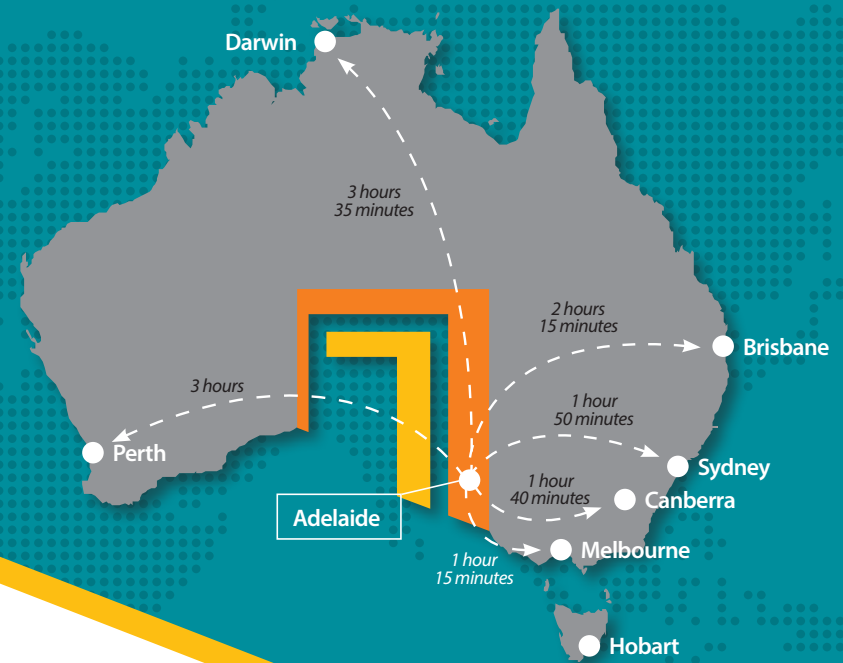 Darwin
3 hours
35 minutes
2 hours
15 minutes
Brisbane
3 hours
1 hour
50 minutes
Perth
Sydney
1 hour
40 minutes
Canberra
Adelaide
Melbourne
1 hour
15 minutes
Hobart